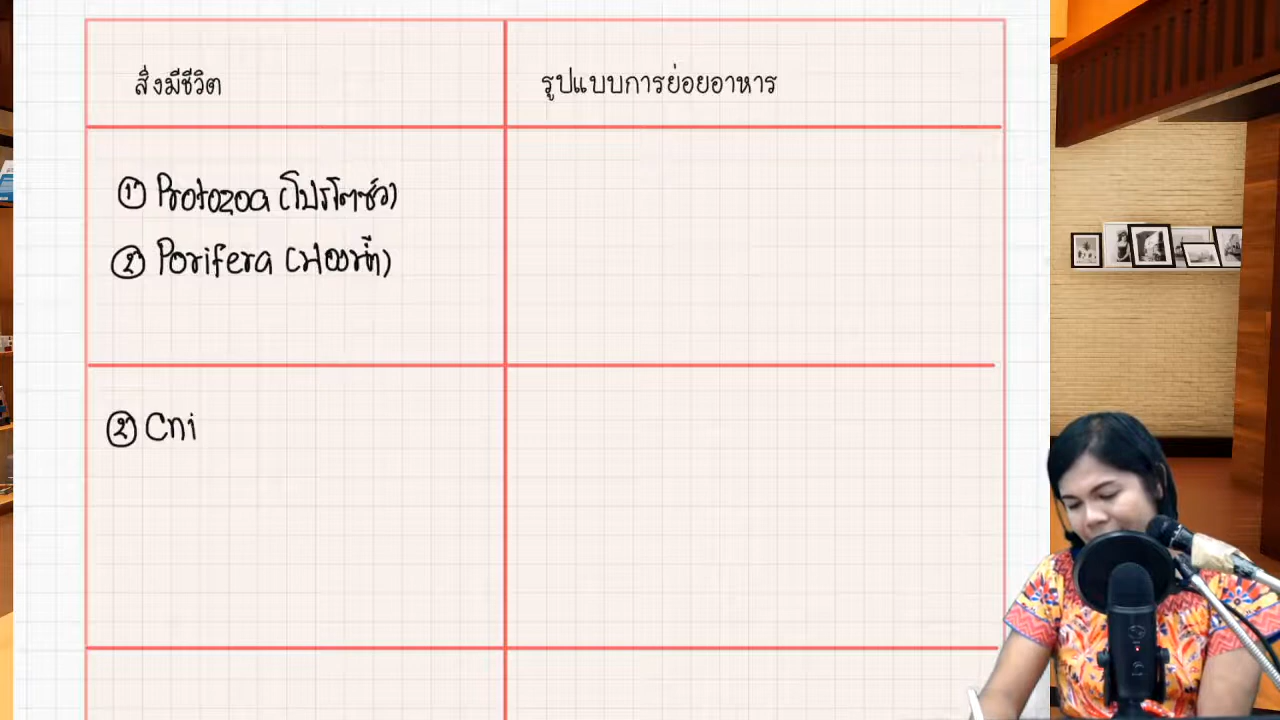 สิ่งมีชีวิต
รูปแบบการย่อยอาหาร
① Protozoa (โปรโตซัว)
② Porifera (ฟองน้ำ)
② Cni